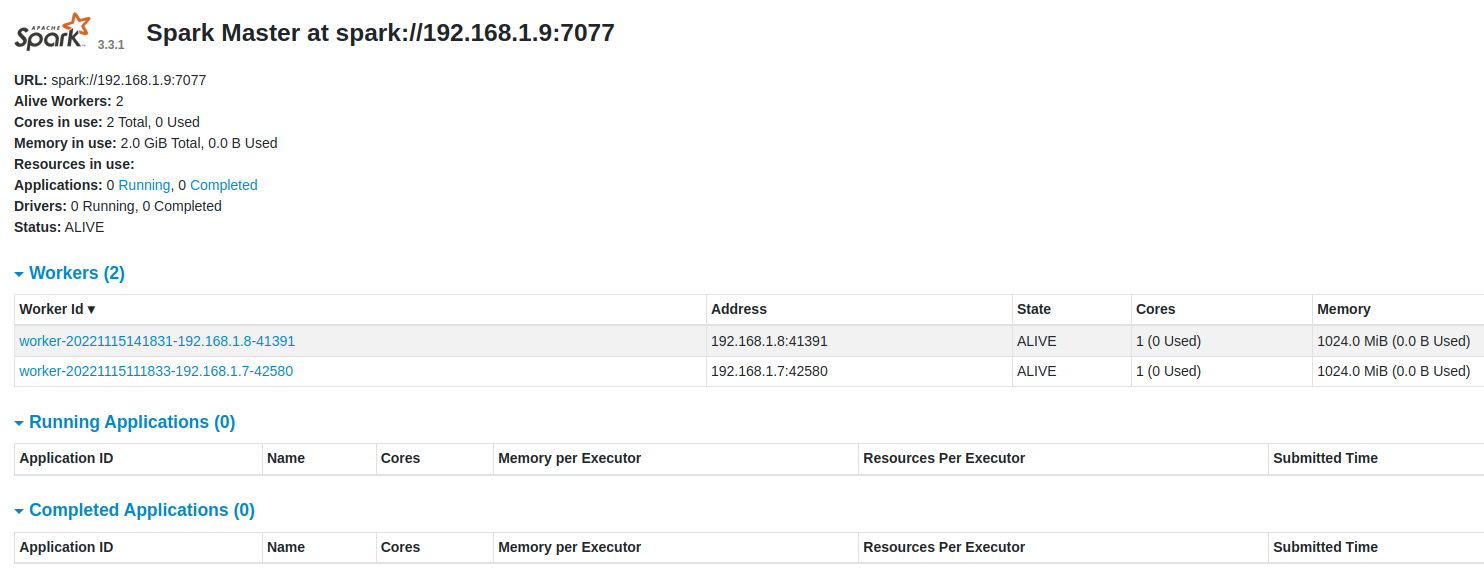 APACHE
Spark 3.3.1 Spark Master at spark://192.168.1.9:7077
URL: spark://192.168.1.9:7077
Alive Workers: 2
Cores in use: 2 Total, 0 Used
Memory in use: 2.0 GiB Total, 0.0 B Used
Resources in use:
Applications: 0 Running, 0 Completed
Drivers: 0 Running, 0 Completed
Status: ALIVE
Workers (2)
Worker Id ▾ Address State Cores Memory
worker-20221115141831-192.168.1.8-41391 192.168.1.8:41391 ALIVE 1 (0 Used) 1024.0 MiB (0.0 B Used)
worker-20221115111833-192.168.1.7-42580 192.168.1.7:42580 ALIVE 1 (0 Used) 1024.0 MiB (0.0 B Used)
Running Applications (0)
Application ID Name Cores Memory per Executor Resources Per Executor Submitted Time
Completed Applications (0)
Application ID Name Cores Memory per Executor Resources Per Executor Submitted Time